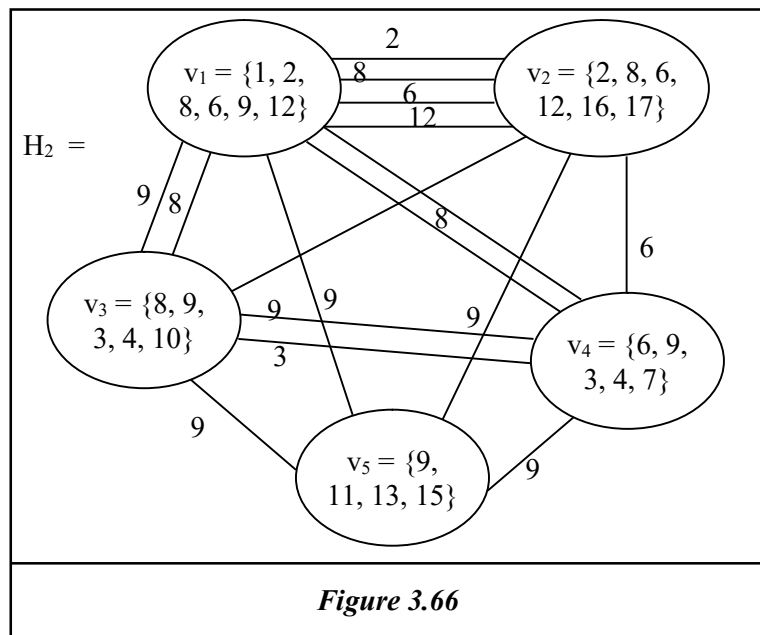 2
v₁ = {1, 2,
8, 6, 9, 12}
8
6
12
v₂ = {2, 8, 6,
12, 16, 17}
H₂ =
9
8
8
6
v₃ = {8, 9,
3, 4, 10}
9
9
9
3
v₄ = {6, 9,
3, 4, 7}
9
9
v₅ = {9,
11, 13, 15}
Figure 3.66